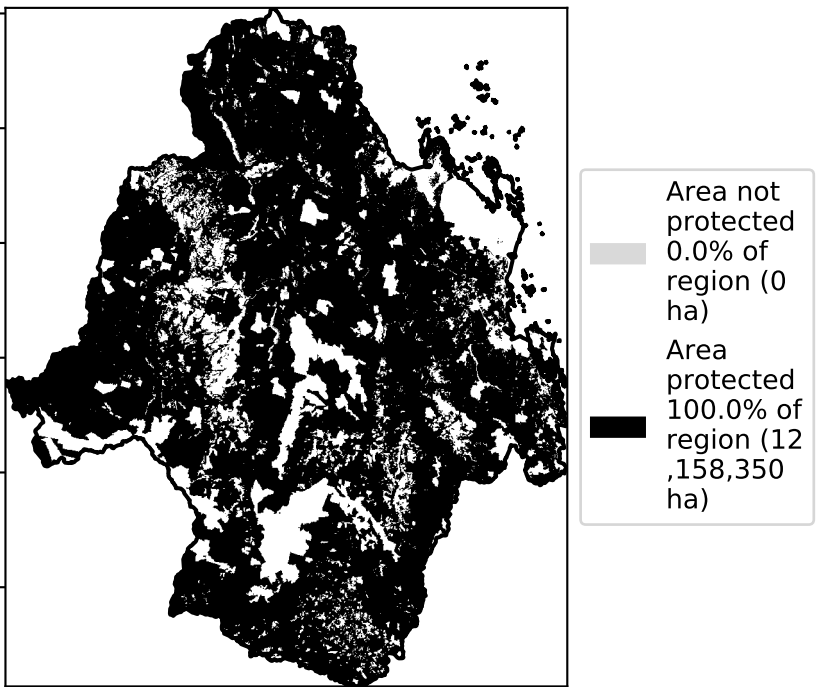 Area not
protected
0.0% of
region (0
ha)
Area
protected
100.0% of
region (12
,158,350
ha)